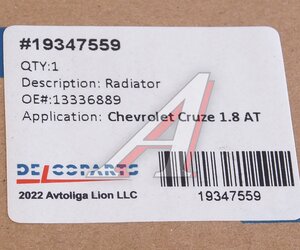 #19347559
QTY:1
Description: Radiator
OE#:13336889
Application: Chevrolet Cruze 1.8 AT
DELCOPARTS
2022 Avtoliga Lion LLC
19347559